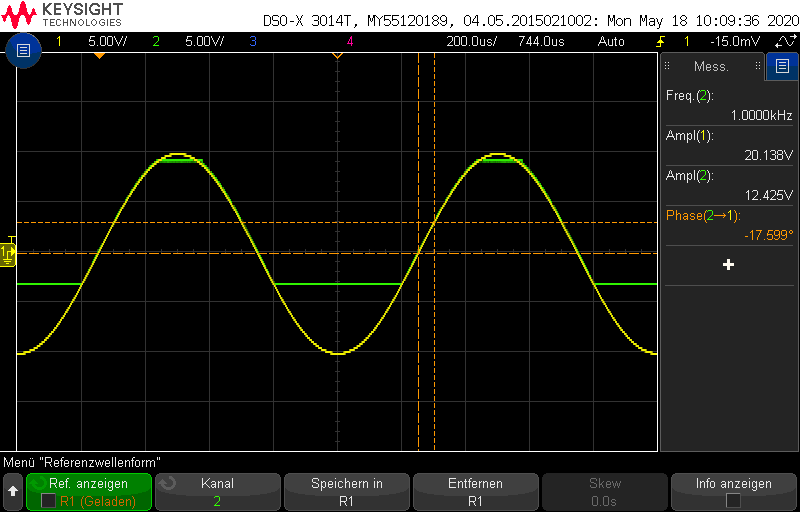 KEYSIGHT
TECHNOLOGIES
DSO-X 3014T, MY55120189, 04.05.2015021002: Mon May 18 10:09:36 2020
1 5.00V/ 2 5.00V/ 3 4 200.0us/ 744.0us Auto 1 -15.0mV
Mess.
Freq.(2):
1.0000kHz
Ampl(1):
20.138V
Ampl(2):
12.425V
Phase(2→1):
-17.599°
+
T
1
Menü "Referenzwellenform"
Ref. anzeigen
R1 (Geladen)
Kanal
2
Speichern in
R1
Entfernen
R1
Skew
0.0s
Info anzeigen